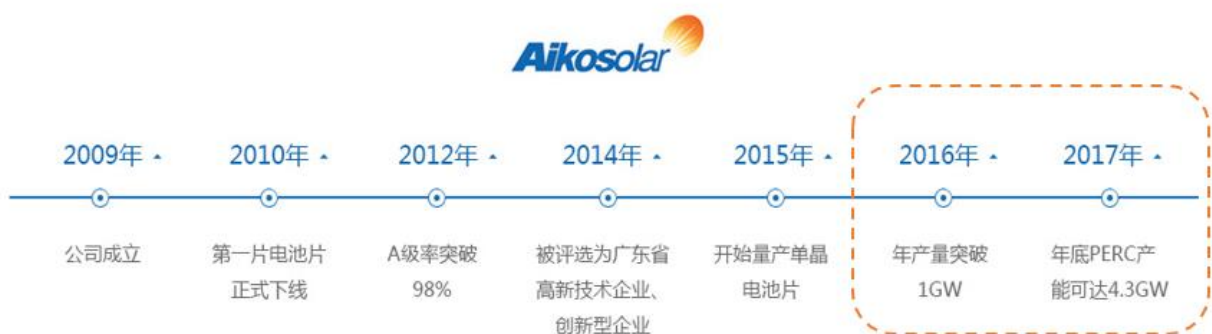 Aikosolar
2009年
2010年
2012年
2014年
2015年
2016年
2017年
公司成立
第一片电池片
正式下线
A级率突破
98%
被评选为广东省
高新技术企业、
创新型企业
开始量产单晶
电池片
年产量突破
1GW
年底PERC产
能可达4.3GW